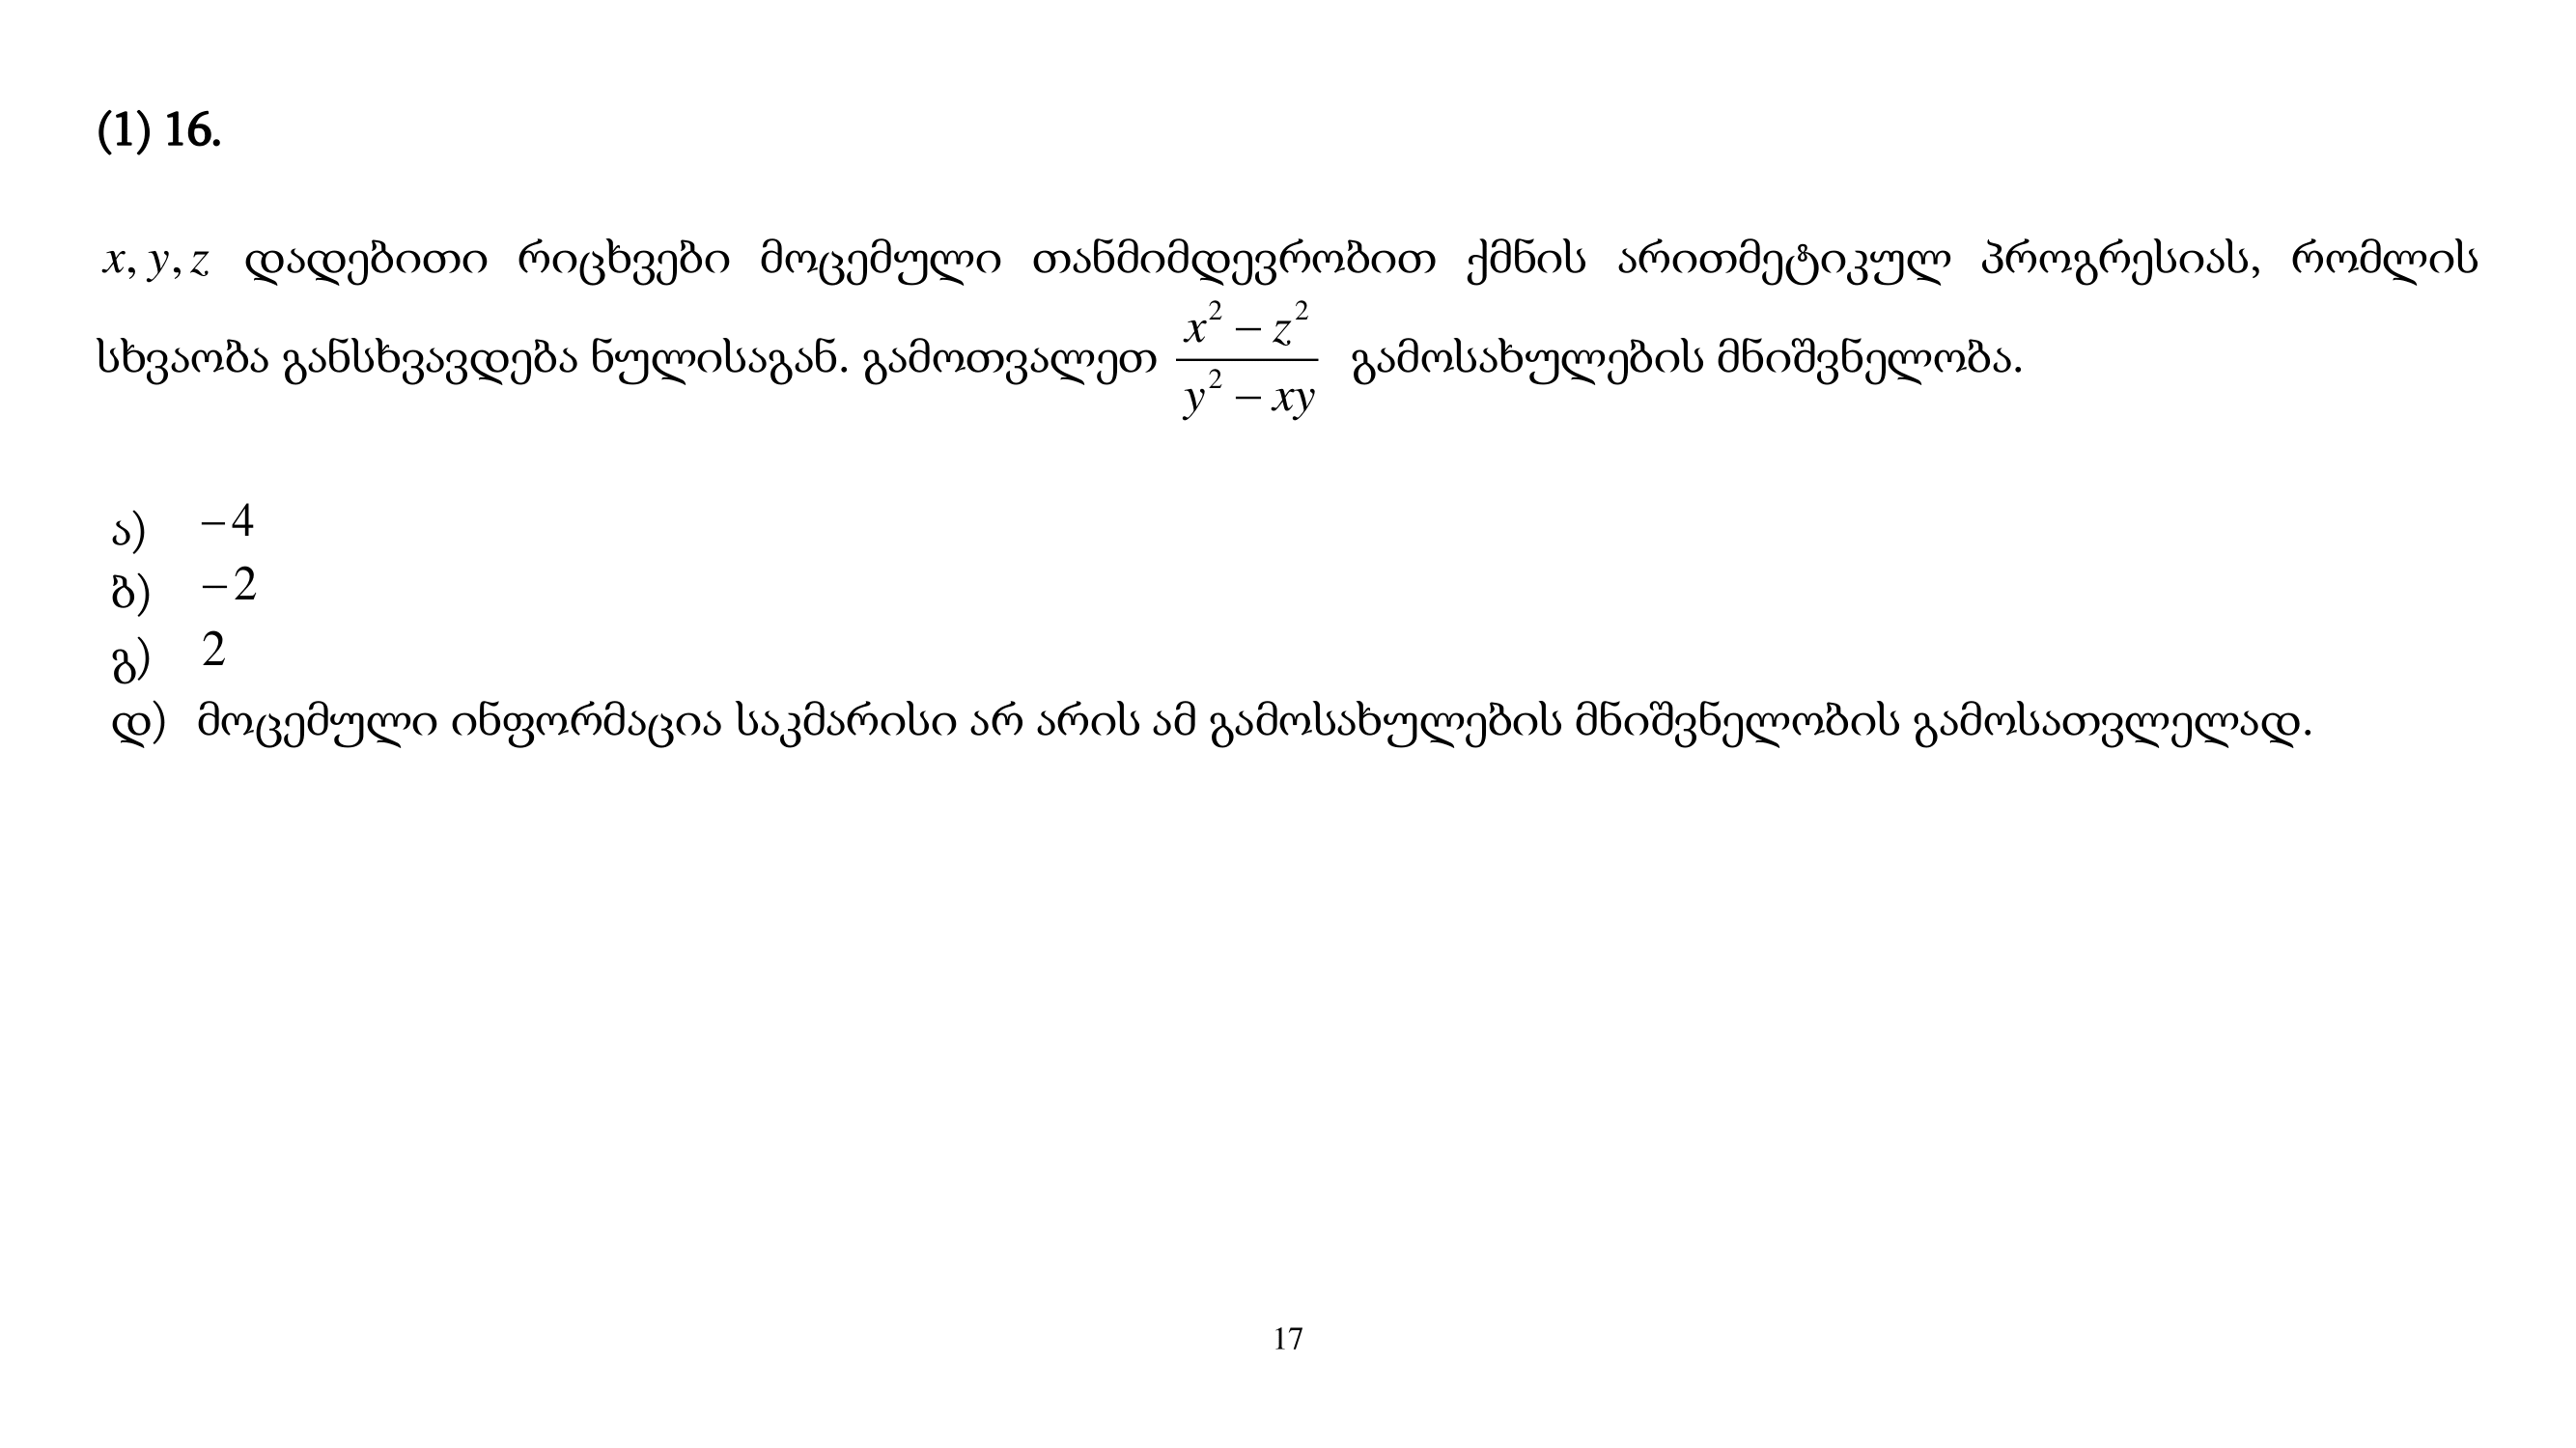 (1) 16.
x, y, z დადებითი რიცხვები მოცემული თანმიმდევრობით ქმნის არითმეტიკულ პროგრესიას, რომლის
სხვაობა განსხვავდება ნულისაგან. გამოთვალეთ \frac{x^2 - z^2}{y^2 - xy} გამოსახულების მნიშვნელობა.
ა) −4
ბ) −2
გ) 2
დ) მოცემული ინფორმაცია საკმარისი არ არის ამ გამოსახულების მნიშვნელობის გამოსათვლელად.
17